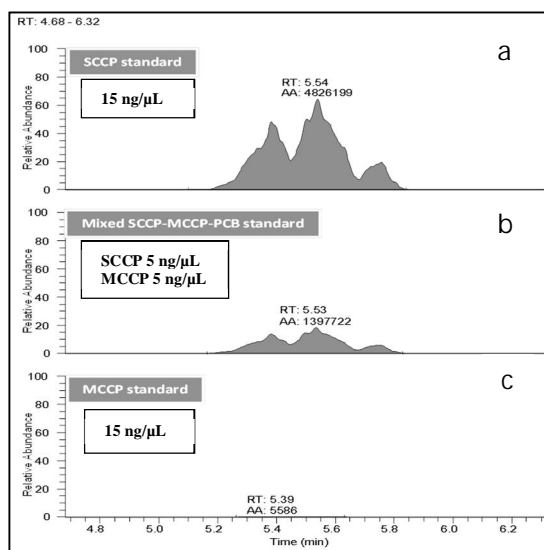 RT: 4.68 - 6.32
a
SCCP standard
15 ng/µL
RT: 5.54
AA: 4826199
100
80
60
40
20
0
Relative Abundance
b
Mixed SCCP-MCCP-PCB standard
SCCP 5 ng/µL
MCCP 5 ng/µL
RT: 5.53
AA: 1397722
100
80
60
40
20
0
Relative Abundance
c
MCCP standard
15 ng/µL
RT: 5.39
AA: 5586
100
80
60
40
20
0
Relative Abundance
4.8 5.0 5.2 5.4 5.6 5.8 6.0 6.2
Time (min)